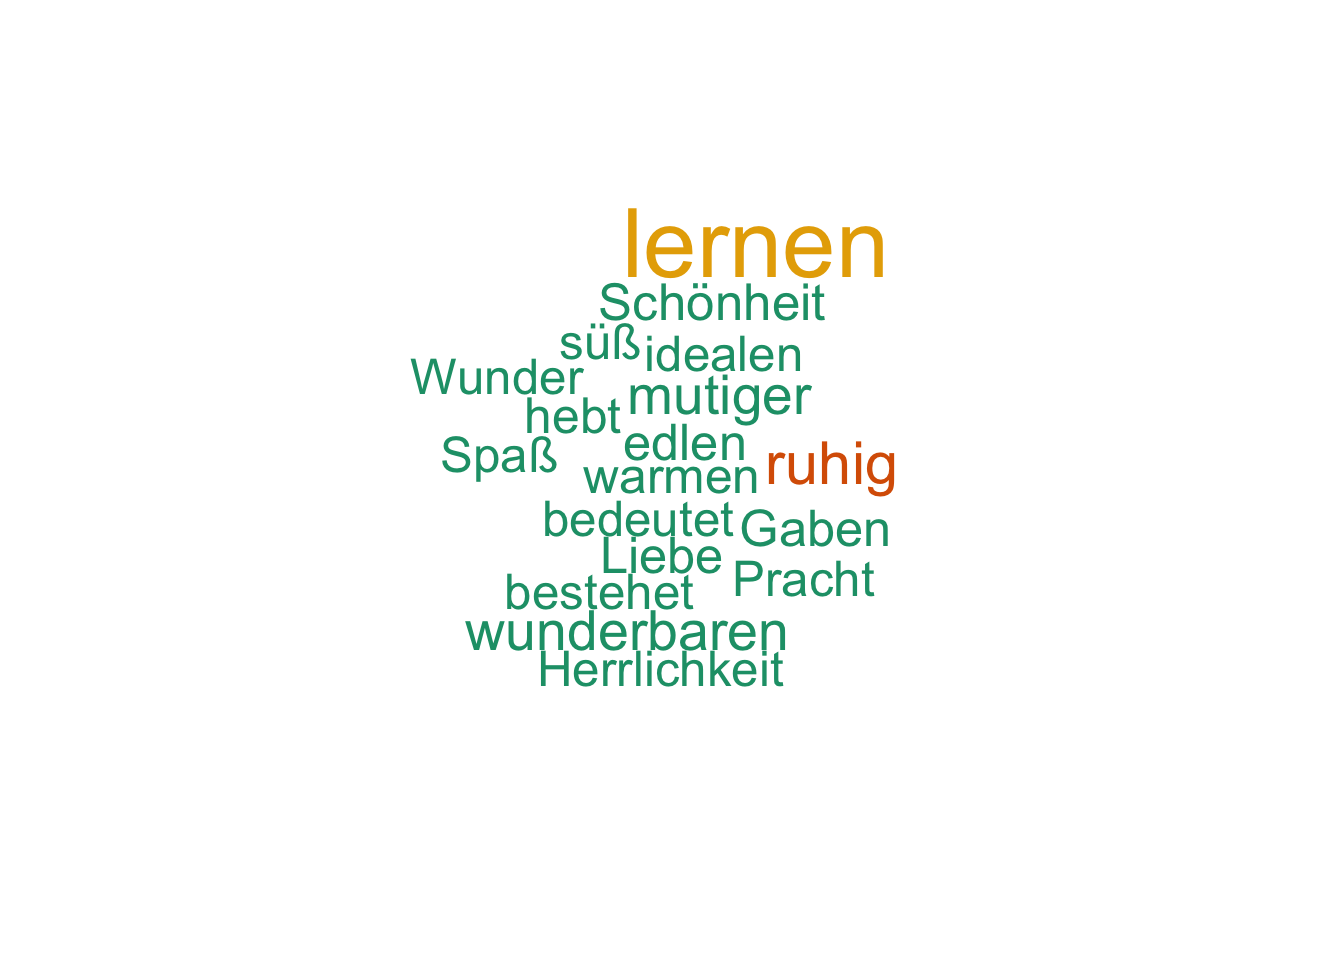 lernen
Schönheit
süß idealen
Wunder
mutiger
hebt
edlen
Spaß
ruhig
warmen
bedeutet Gaben
Liebe
Pracht
bestehet
wunderbaren
Herrlichkeit